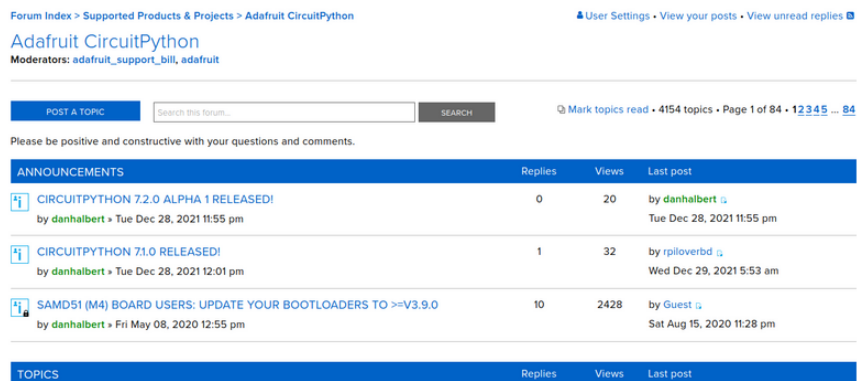 Forum Index > Supported Products & Projects > Adafruit CircuitPython
User Settings • View your posts • View unread replies
Adafruit CircuitPython
Moderators: adafruit_support_bill, adafruit
POST A TOPIC
Search this forum...
SEARCH
Mark topics read • 4154 topics • Page 1 of 84 • 1 2 3 4 5 ... 84
Please be positive and constructive with your questions and comments.
ANNOUNCEMENTS Replies Views Last post
CIRCUITPYTHON 7.2.0 ALPHA 1 RELEASED! 0 20 by danhalbert
by danhalbert » Tue Dec 28, 2021 11:55 pm Tue Dec 28, 2021 11:55 pm
CIRCUITPYTHON 7.1.0 RELEASED! 1 32 by rpiloverbd
by danhalbert » Tue Dec 28, 2021 12:01 pm Wed Dec 29, 2021 5:53 am
SAMD51 (M4) BOARD USERS: UPDATE YOUR BOOTLOADERS TO >=V3.9.0 10 2428 by Guest
by danhalbert » Fri May 08, 2020 12:55 pm Sat Aug 15, 2020 11:28 pm
TOPICS Replies Views Last post